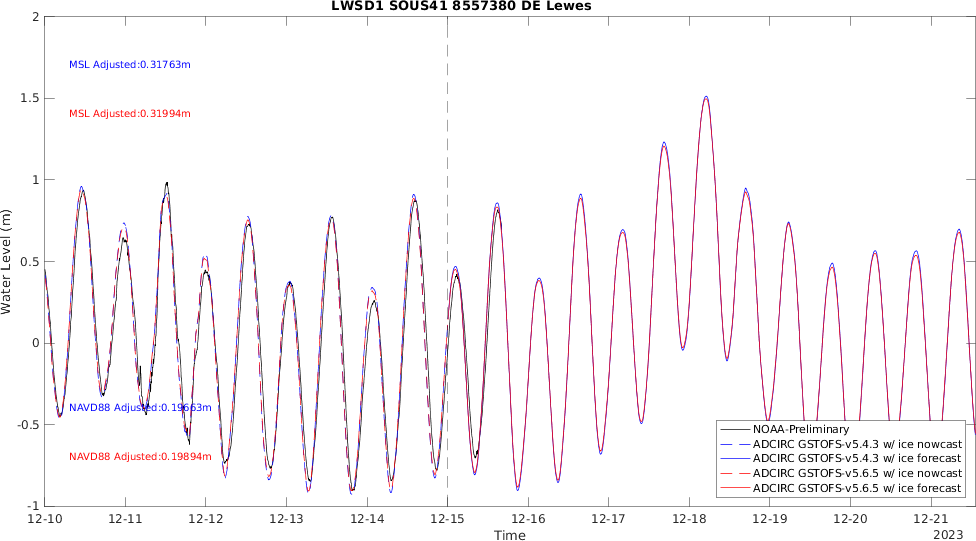 LWSD1 SOUS41 8557380 DE Lewes
2
MSL Adjusted:0.31763m
1.5
MSL Adjusted:0.31994m
1
0.5
Water Level (m)
0
NAVD88 Adjusted:0.19663m
-0.5
NAVD88 Adjusted:0.19894m
NOAA-Preliminary
ADCIRC GSTOFS-v5.4.3 w/ ice nowcast
ADCIRC GSTOFS-v5.4.3 w/ ice forecast
ADCIRC GSTOFS-v5.6.5 w/ ice nowcast
ADCIRC GSTOFS-v5.6.5 w/ ice forecast
-1
12-10 12-11 12-12 12-13 12-14 12-15 12-16 12-17 12-18 12-19 12-20 12-21
Time
2023